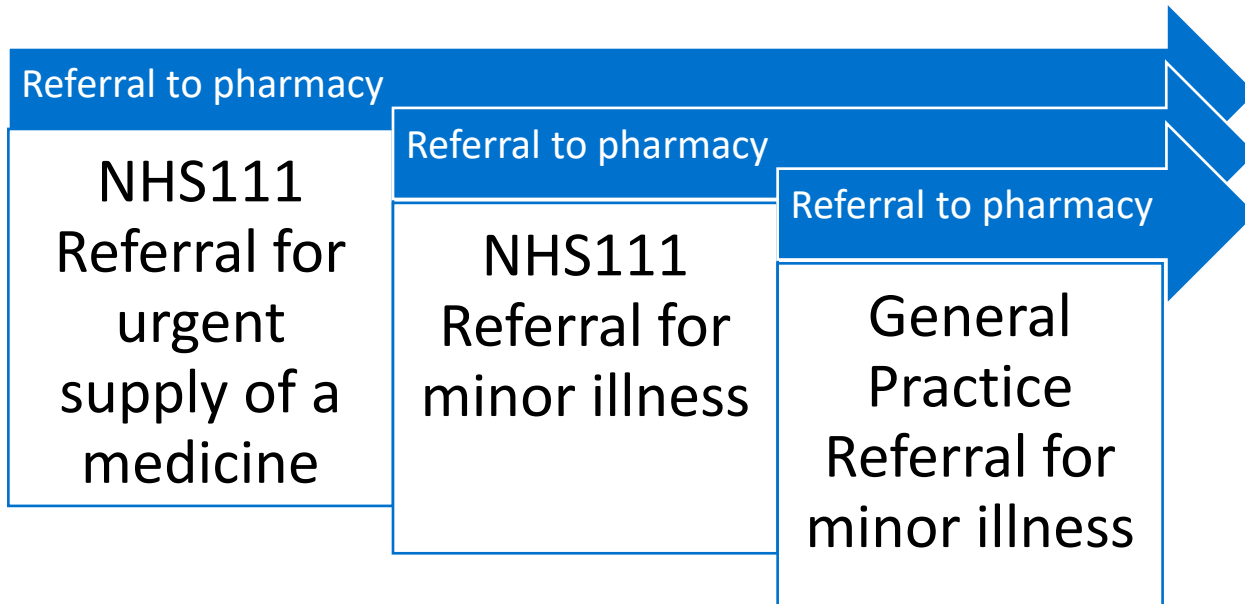 Referral to pharmacy
NHS111
Referral for
urgent
supply of a
medicine
Referral to pharmacy
NHS111
Referral for
minor illness
Referral to pharmacy
General
Practice
Referral for
minor illness